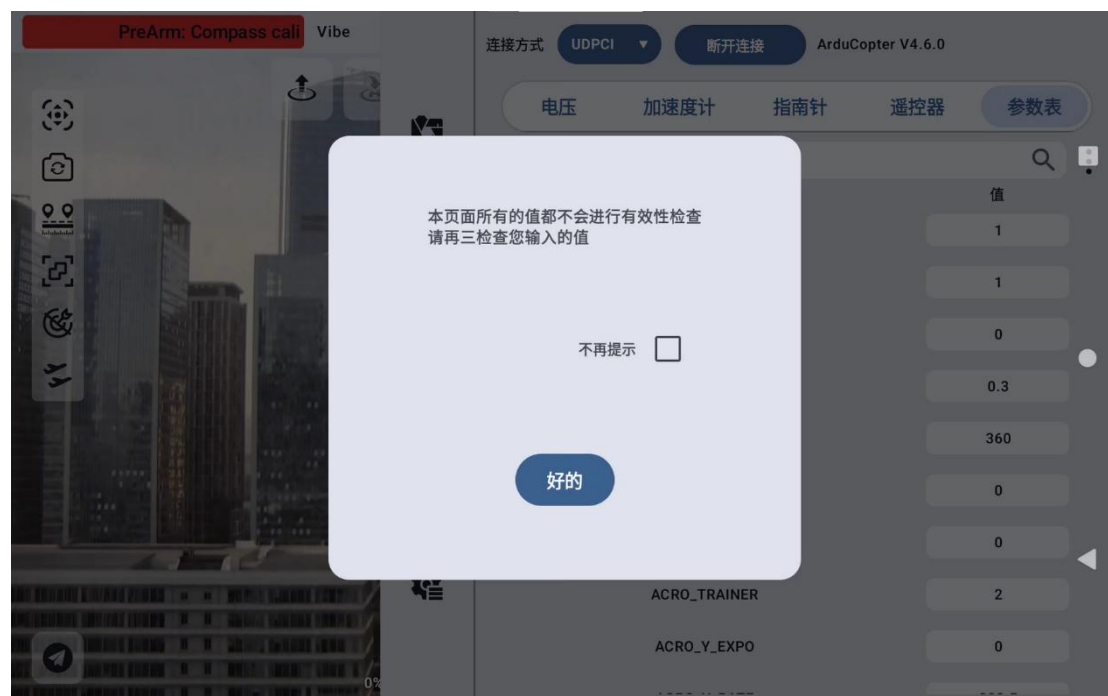 PreArm: Compass cali
Vibe
连接方式
UDPCI
断开连接
ArduCopter V4.6.0
电压
加速度计
指南针
遥控器
参数表
值
本页面所有的值都不会进行有效性检查
请再三检查您输入的值
不再提示
好的
1
1
0
0.3
360
0
0
ACRO_TRAINER
2
ACRO_Y_EXPO
0
0%